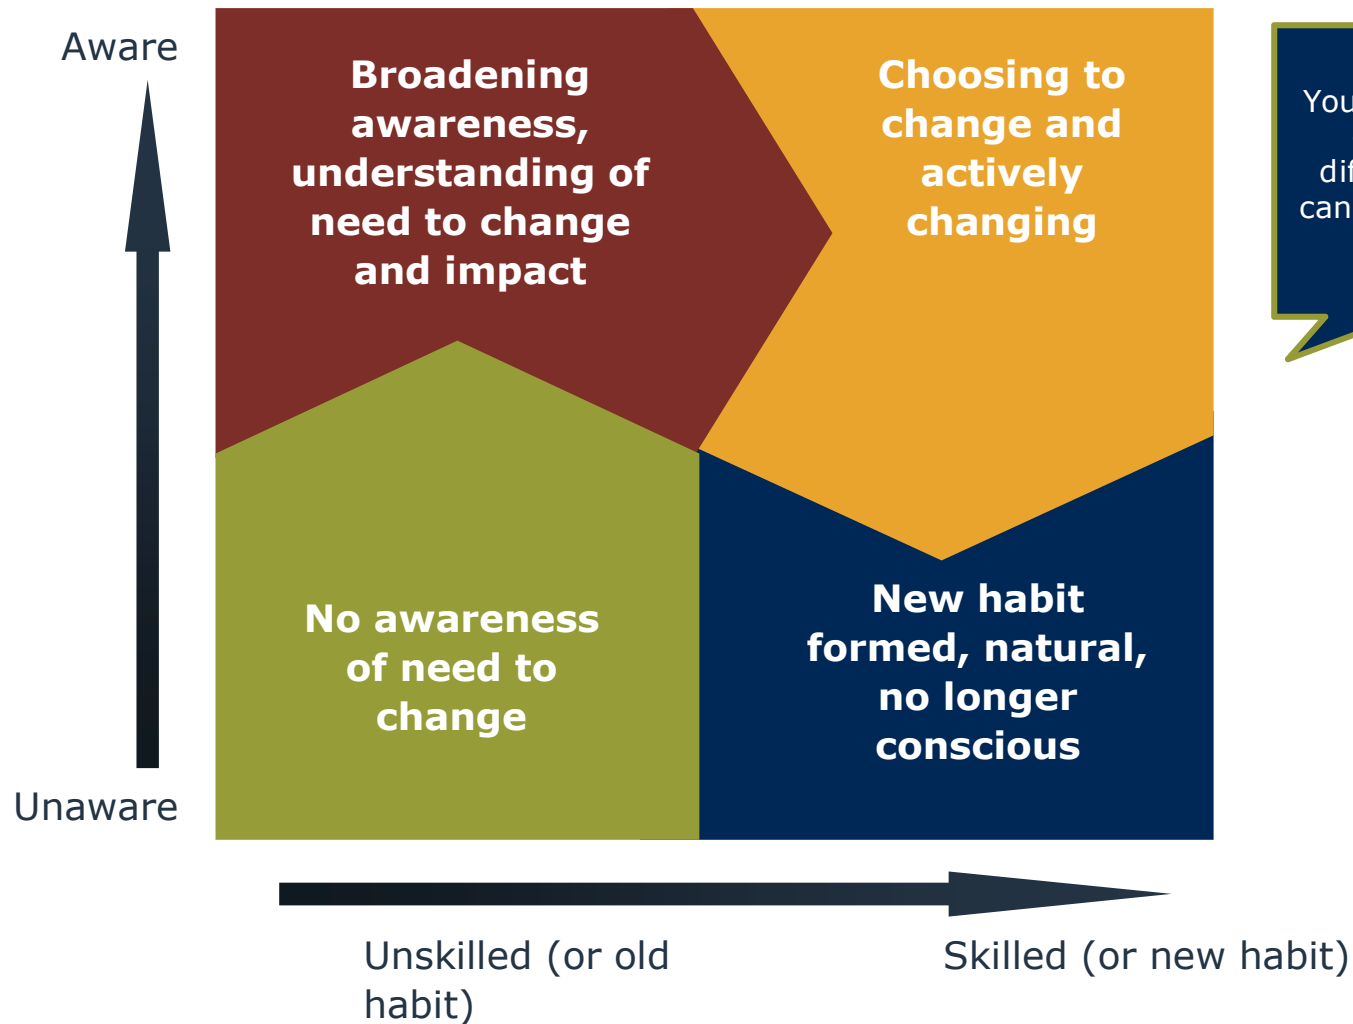 Aware
Broadening
awareness,
understanding of
need to change
and impact
Choosing to
change and
actively
changing
You
can
No awareness
of need to
change
New habit
formed, natural,
no longer
conscious
Unaware
Unskilled (or old
habit)
Skilled (or new habit)